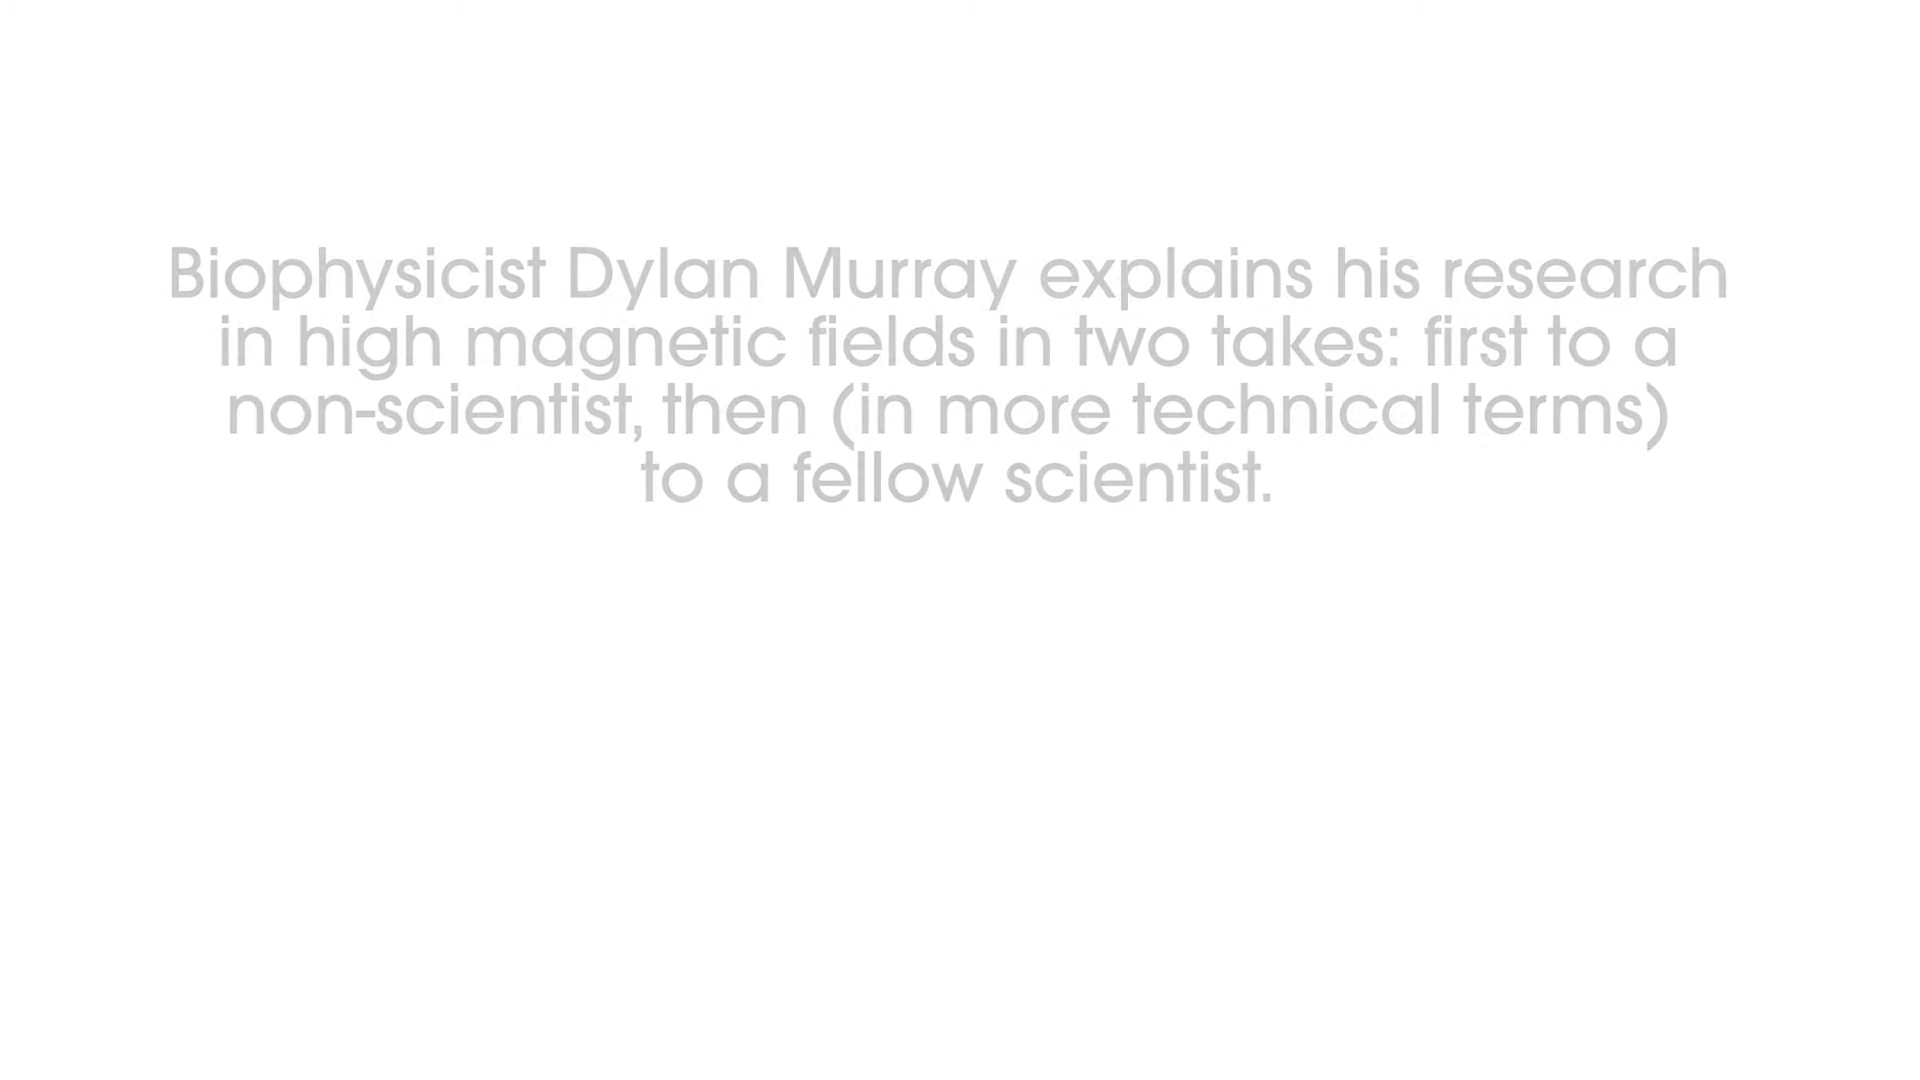 Biophysicist Dylan Murray explains his research
in high magnetic fields in two takes: first to a
non-scientist, then (in more technical terms)
to a fellow scientist.